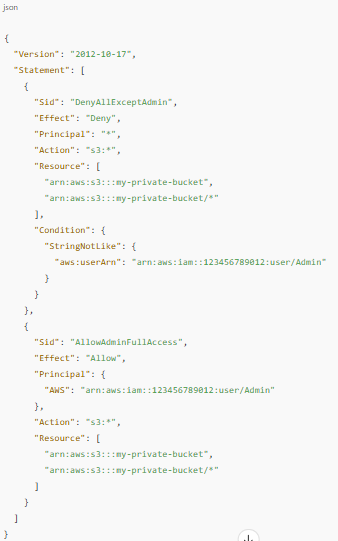 json
{
  "Version": "2012-10-17",
  "Statement": [
    {
      "Sid": "DenyAllExceptAdmin",
      "Effect": "Deny",
      "Principal": "*",
      "Action": "s3:*",
      "Resource": [
        "arn:aws:s3:::my-private-bucket",
        "arn:aws:s3:::my-private-bucket/*"
      ],
      "Condition": {
        "StringNotLike": {
          "aws:userArn": "arn:aws:iam::123456789012:user/Admin"
        }
      }
    },
    {
      "Sid": "AllowAdminFullAccess",
      "Effect": "Allow",
      "Principal": {
        "AWS": "arn:aws:iam::123456789012:user/Admin"
      },
      "Action": "s3:*",
      "Resource": [
        "arn:aws:s3:::my-private-bucket",
        "arn:aws:s3:::my-private-bucket/*"
      ]
    }
  ]
}